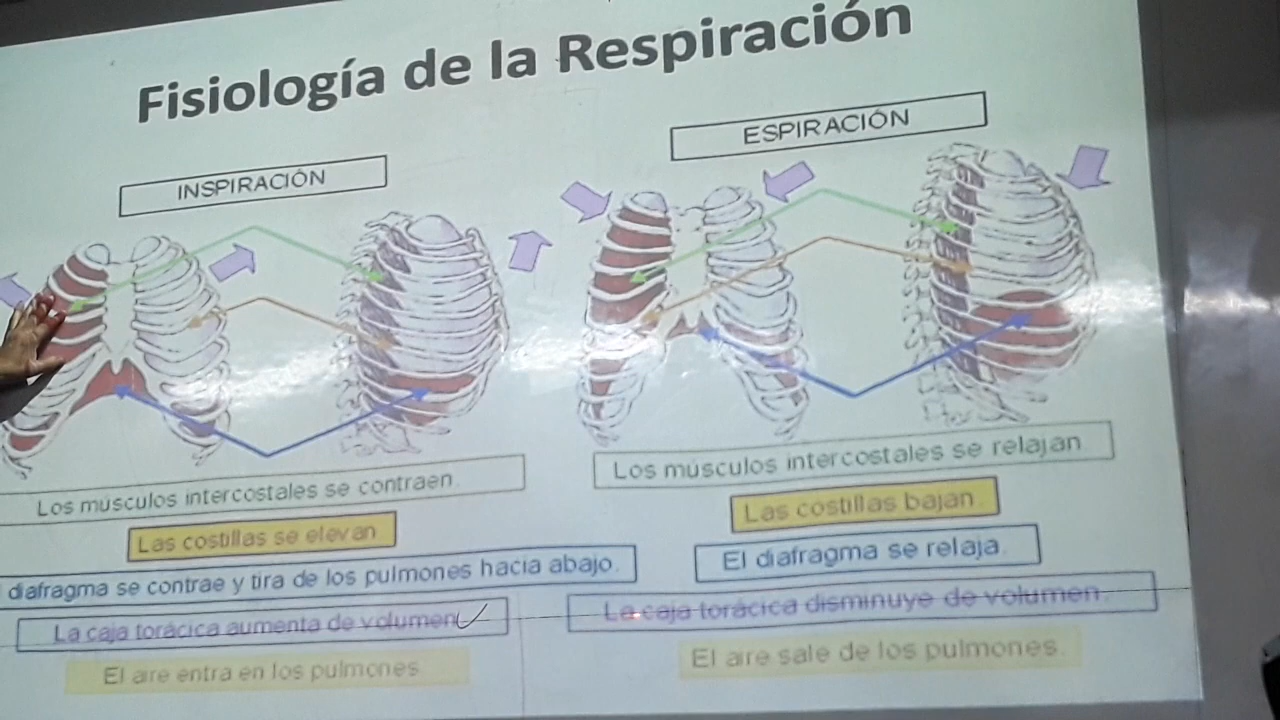 Fisiología de la Respiración
INSPIRACIÓN
Los músculos intercostales se contraen.
Las costillas se elevan
diafragma se contrae y tira de los pulmones hacia abajo.
La caja torácica aumenta de volumen
El aire entra en los pulmones
ESPIRACIÓN
Los músculos intercostales se relajan
Las costillas bajan.
El diafragma se relaja.
La caja torácica disminuye de volumen.
El aire sale de los pulmones.